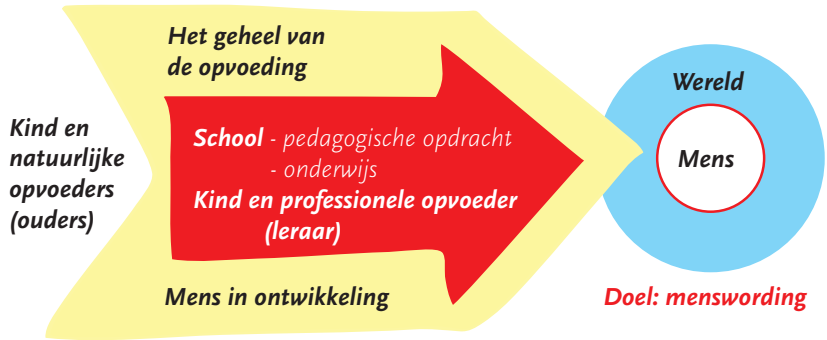 Kind en
natuurlijke
opvoeders
(ouders)
Het geheel van
de opvoeding
School - pedagogische opdracht
- onderwijs
Kind en professionele opvoeder
(leraar)
Mens in ontwikkeling
Wereld
Mens
Doel: menswording